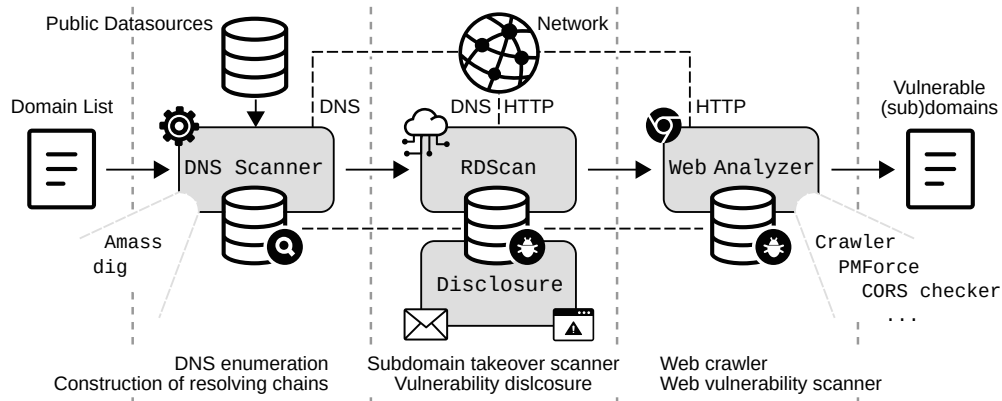 Public Datasources
Network
Domain List
DNS
DNS
HTTP
HTTP
Vulnerable
(sub)domains
DNS Scanner
RDScan
Web Analyzer
Amass
dig
Disclosure
Crawler
PMForce
CORS checker
...
DNS enumeration
Construction of resolving chains
Subdomain takeover scanner
Vulnerability dislcosure
Web crawler
Web vulnerability scanner